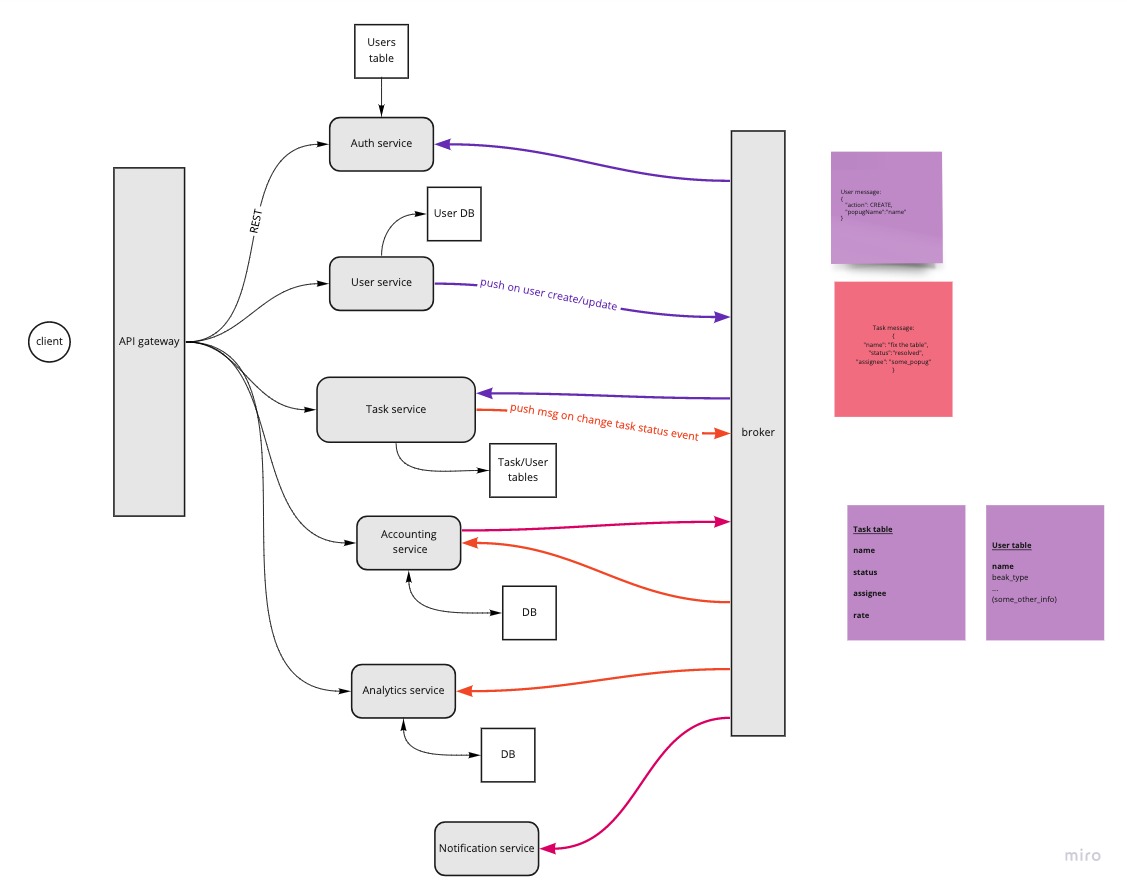 Users
table
Auth service
REST
User DB
User service
push on user create/update
client
API gateway
Task service
push msg on change task status event
broker
Task/User
tables
Accounting
service
DB
Analytics service
DB
Notification service
User message:
{
"action": CREATE,
"popugName":"name"
}
Task message:
{
"name": "fix the table",
"status":"resolved",
"assignee": "some_popug"
}
Task table
name
status
assignee
rate
User table
name
beak_type
...
(some_other_info)
miro